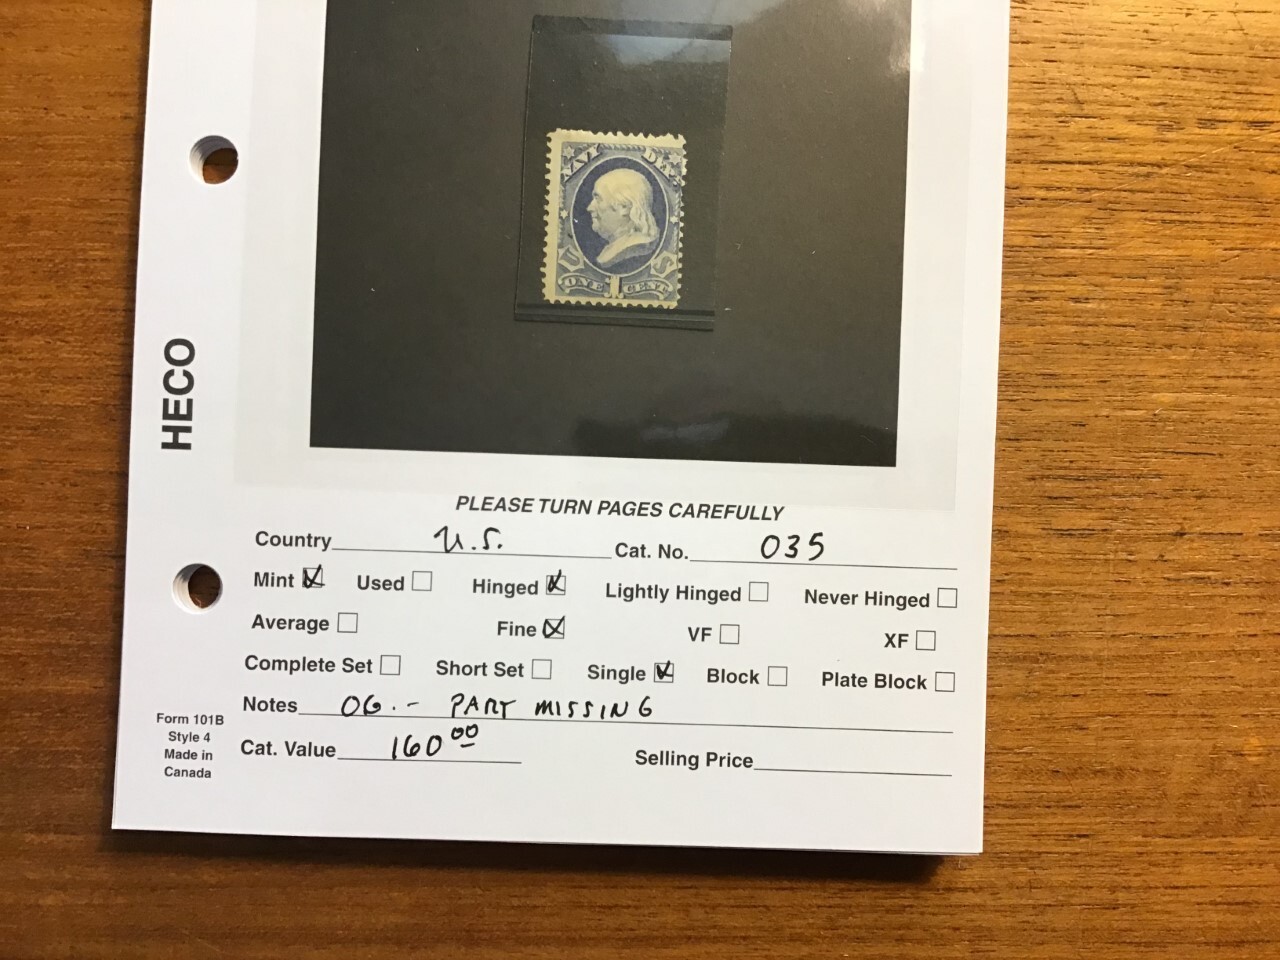 NAVY DEPT.
U S
ONE 1 CENT
HECO
PLEASE TURN PAGES CAREFULLY
Country U.S. Cat. No. 035
Mint Used Hinged Lightly Hinged Never Hinged
Average Fine VF XF
Complete Set Short Set Single Block Plate Block
Notes OG. - PART MISSING
Cat. Value 160 00 Selling Price
Form 101B
Style 4
Made in
Canada